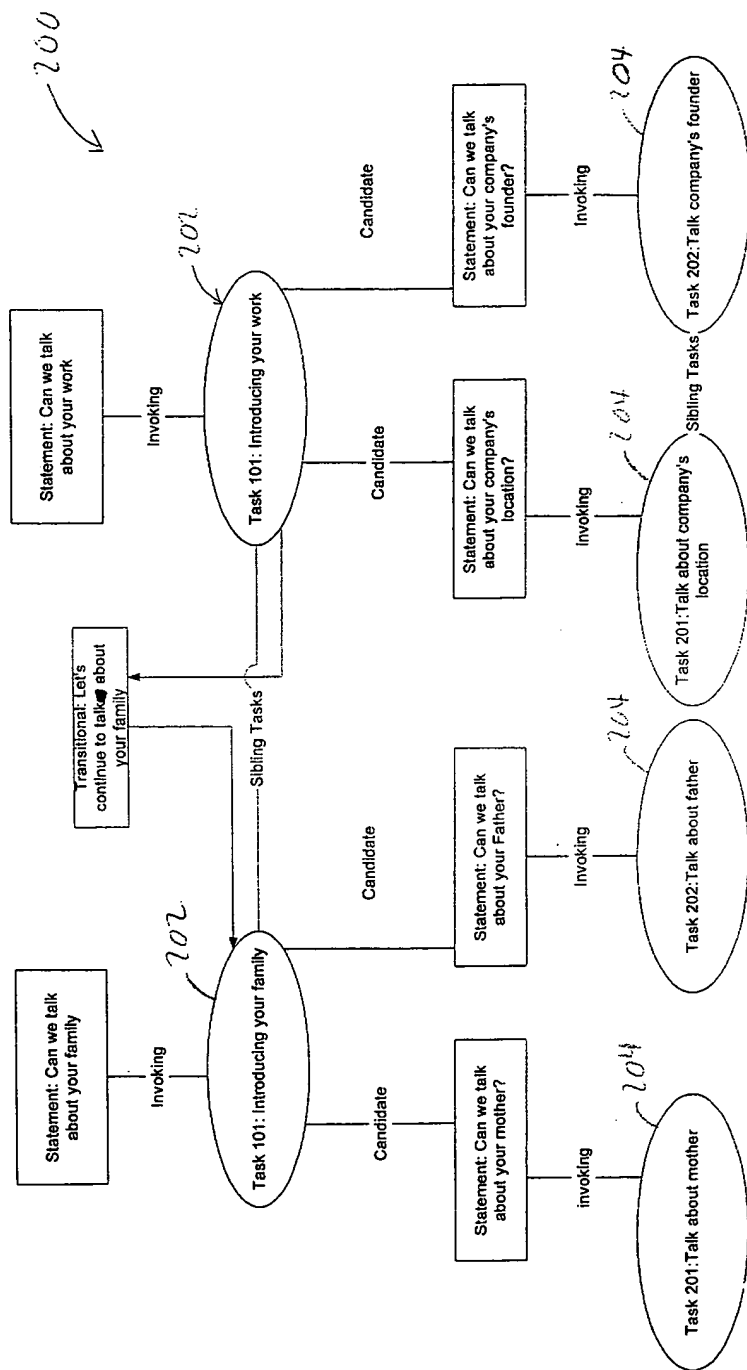 200
Statement: Can we talk
about your family
Invoking
202
Task 101: Introducing your family
Transitional: Let's
continue to talk about
your family
Sibling Tasks
Statement: Can we talk
about your work
Invoking
202
Task 101: Introducing your work
Candidate
Candidate
Candidate
Candidate
Statement: Can we talk
about your mother?
Statement: Can we talk
about your Father?
Statement: Can we talk
about your company's
location?
Statement: Can we talk
about your company's
founder?
invoking
Invoking
Invoking
Invoking
204
Task 201:Talk about mother
204
Task 202:Talk about father
204
Task 201:Talk about company's
location
Sibling Tasks
204
Task 202:Talk company's founder